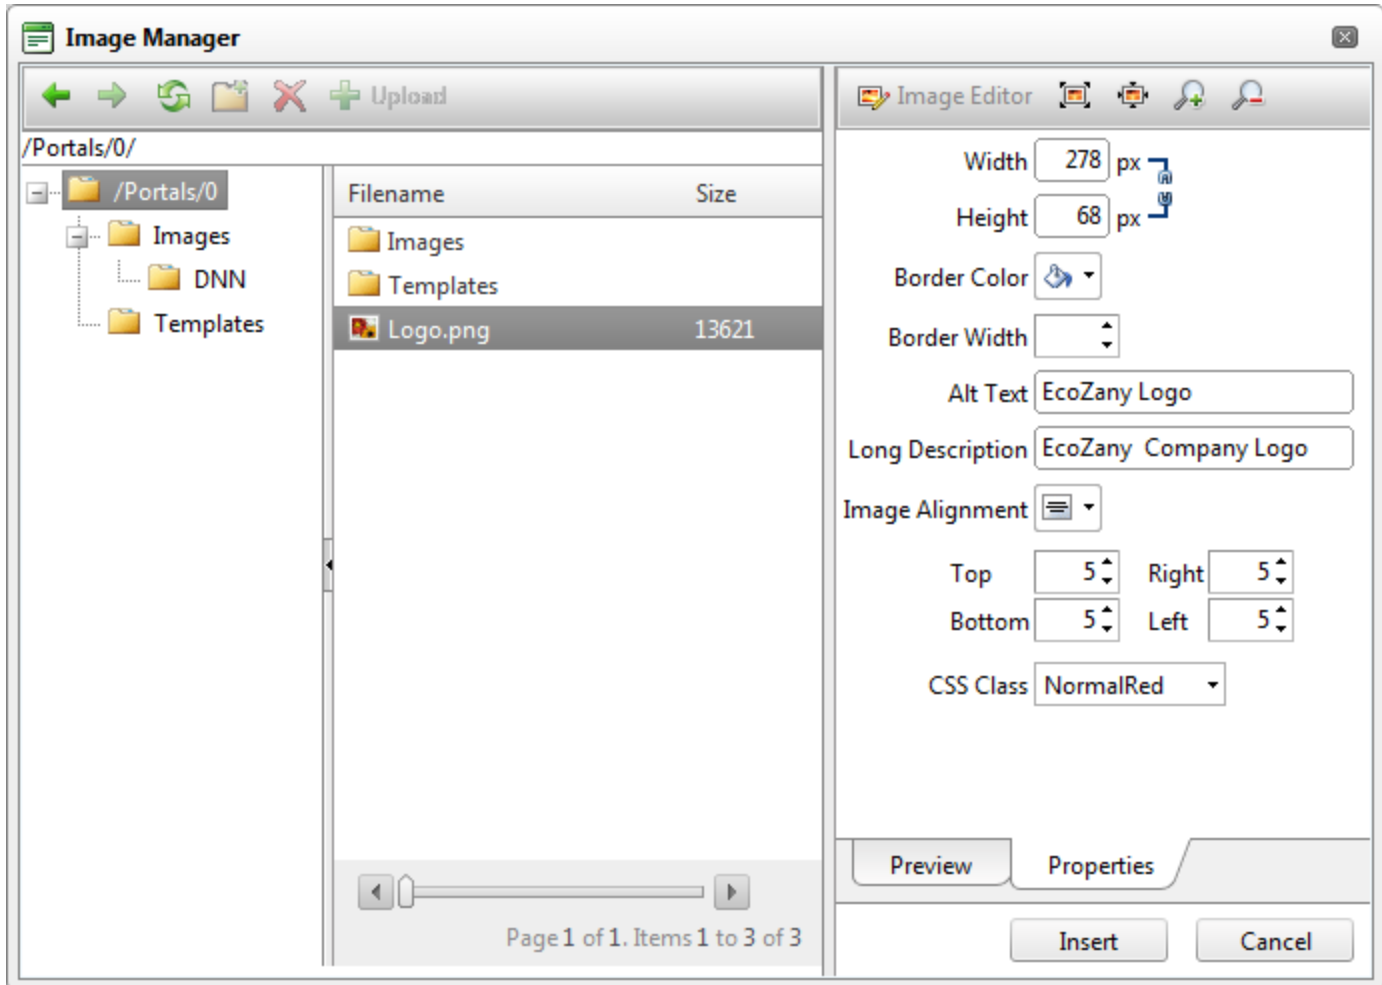 Image Manager
Upload
Image Editor
/Portals/0/
/Portals/0
Images
DNN
Templates
Filename Size
Images
Templates
Logo.png 13621
Page 1 of 1. Items 1 to 3 of 3
Width 278 px
Height 68 px
Border Color
Border Width
Alt Text EcoZany Logo
Long Description EcoZany  Company Logo
Image Alignment
Top 5 Right 5
Bottom 5 Left 5
CSS Class NormalRed
Preview Properties
Insert Cancel